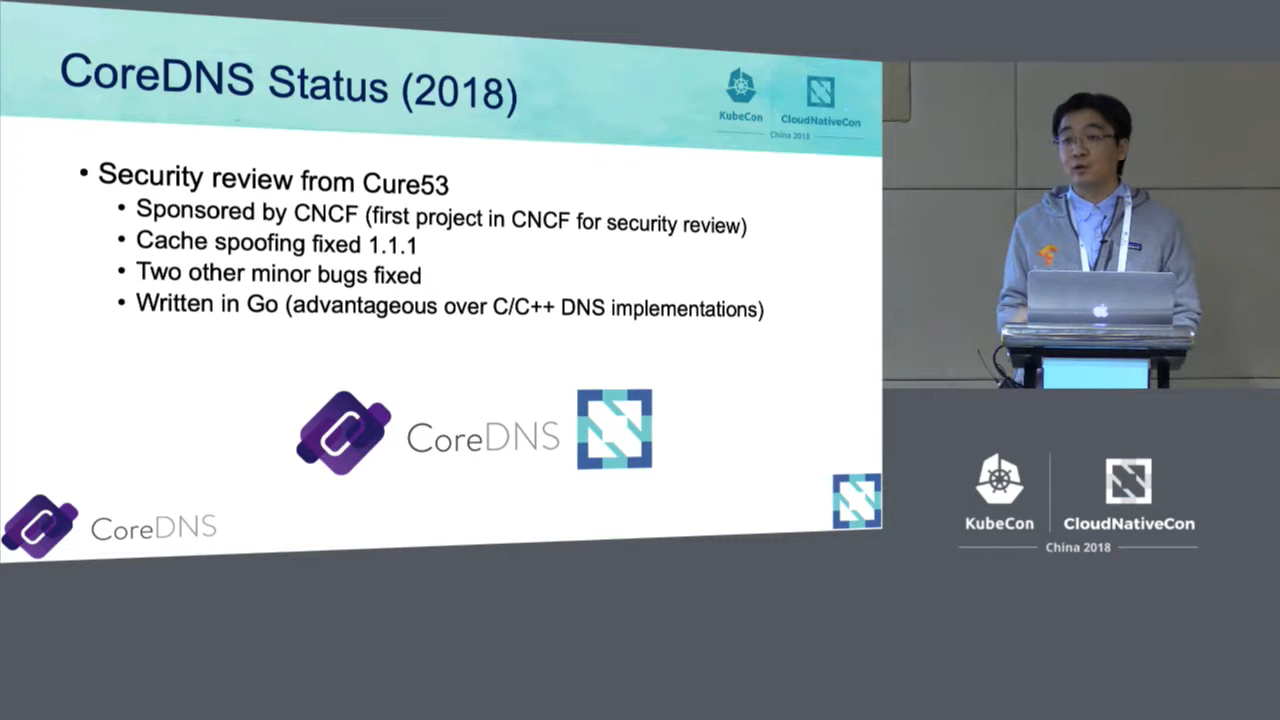 CoreDNS Status (2018)
KubeCon
CloudNativeCon
China 2018
• Security review from Cure53
• Sponsored by CNCF (first project in CNCF for security review)
• Cache spoofing fixed 1.1.1
• Two other minor bugs fixed
• Written in Go (advantageous over C/C++ DNS implementations)
CoreDNS
CoreDNS
KubeCon
CloudNativeCon
China 2018